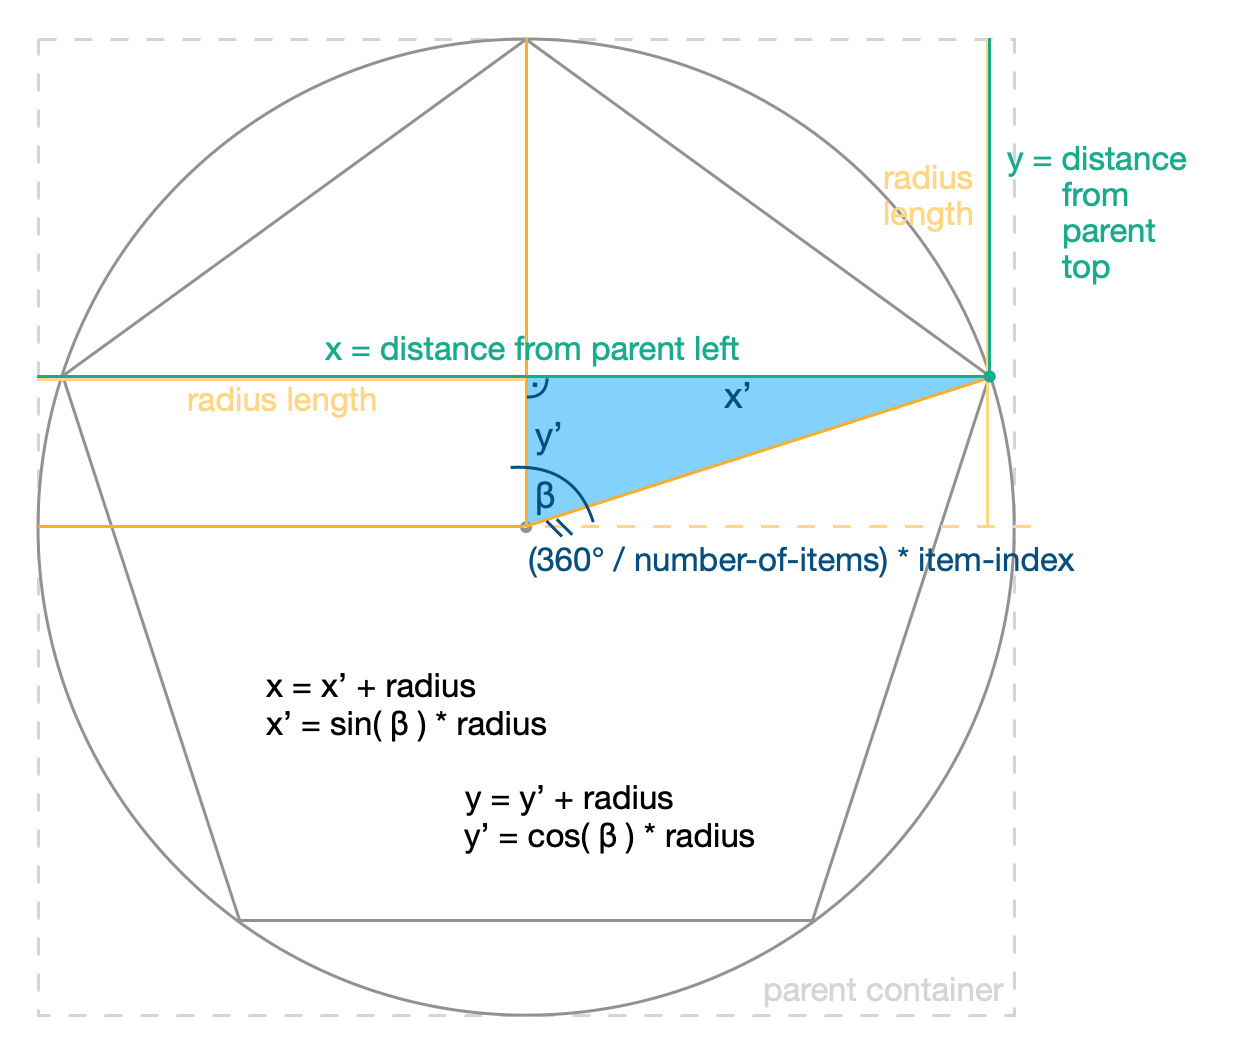 y = distance
from
parent
top
radius
length
x = distance from parent left
radius length
x’
y’
β
(360° / number-of-items) * item-index
x = x’ + radius
x’ = sin( β ) * radius
y = y’ + radius
y’ = cos( β ) * radius
parent container